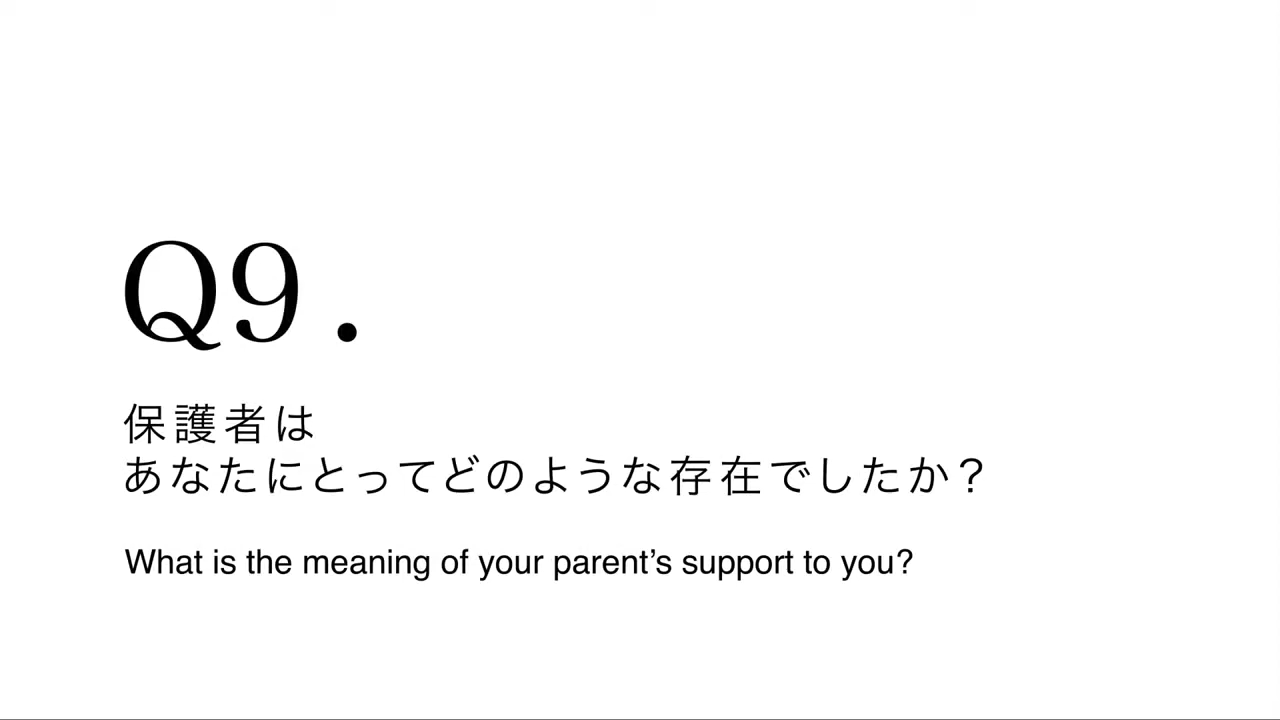 Q9.
保護者は
あなたにとってどのような存在でしたか？
What is the meaning of your parent’s support to you?